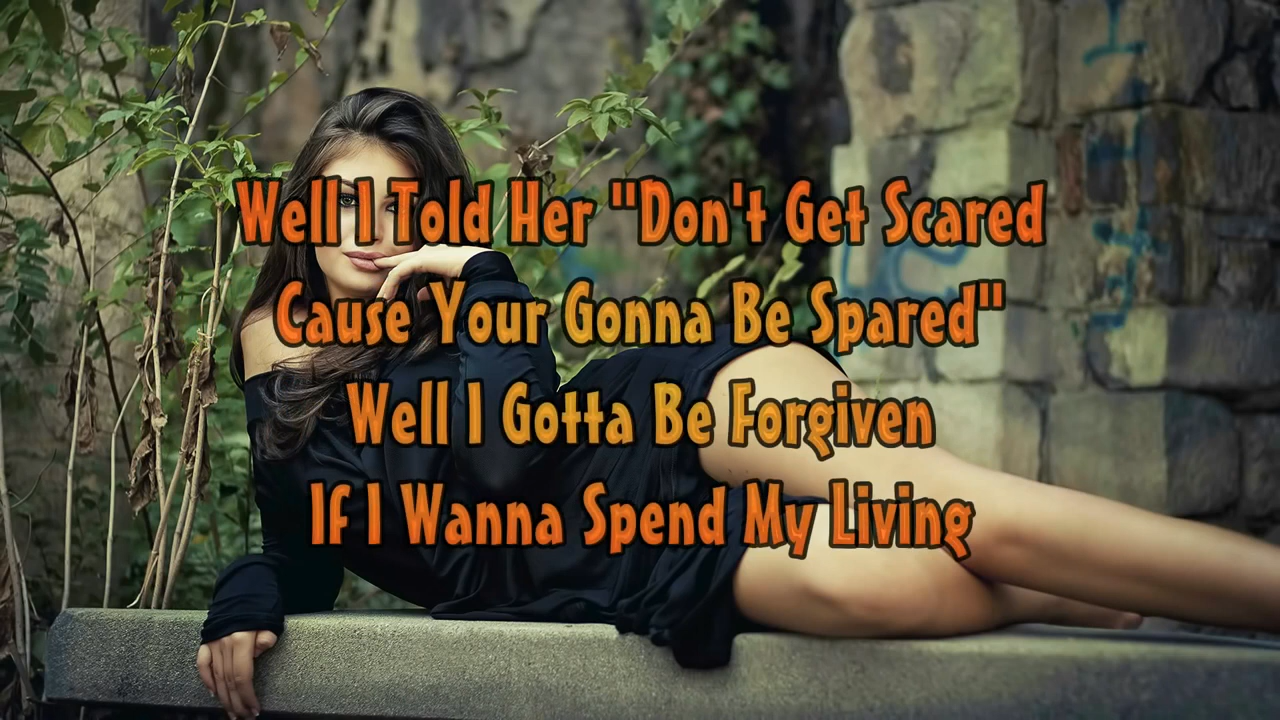 Well I Told Her "Don't Get Scared
Cause Your Gonna Be Spared"
Well I Gotta Be Forgiven
If I Wanna Spend My Living